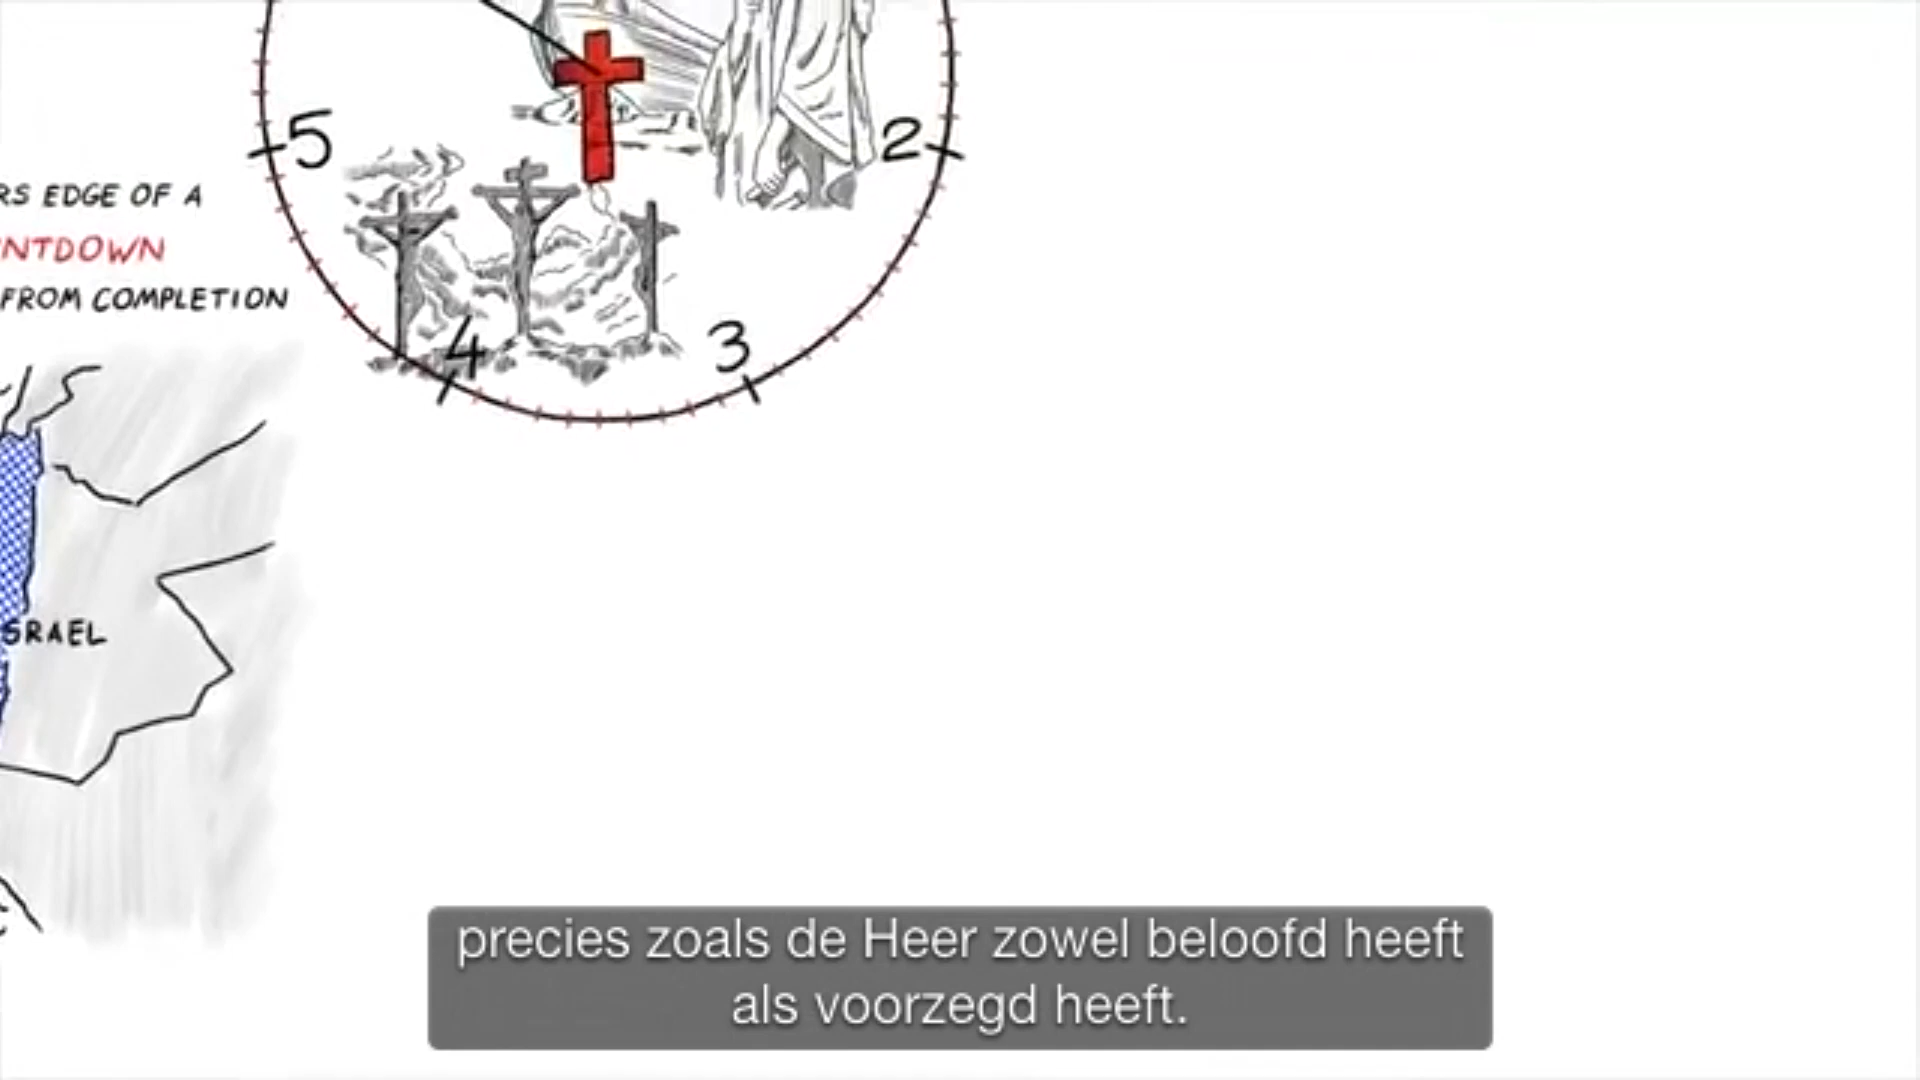 5
2
RS EDGE OF A
NTDOWN
FROM COMPLETION
4
3
SRAEL
precies zoals de Heer zowel beloofd heeft
als voorzegd heeft.